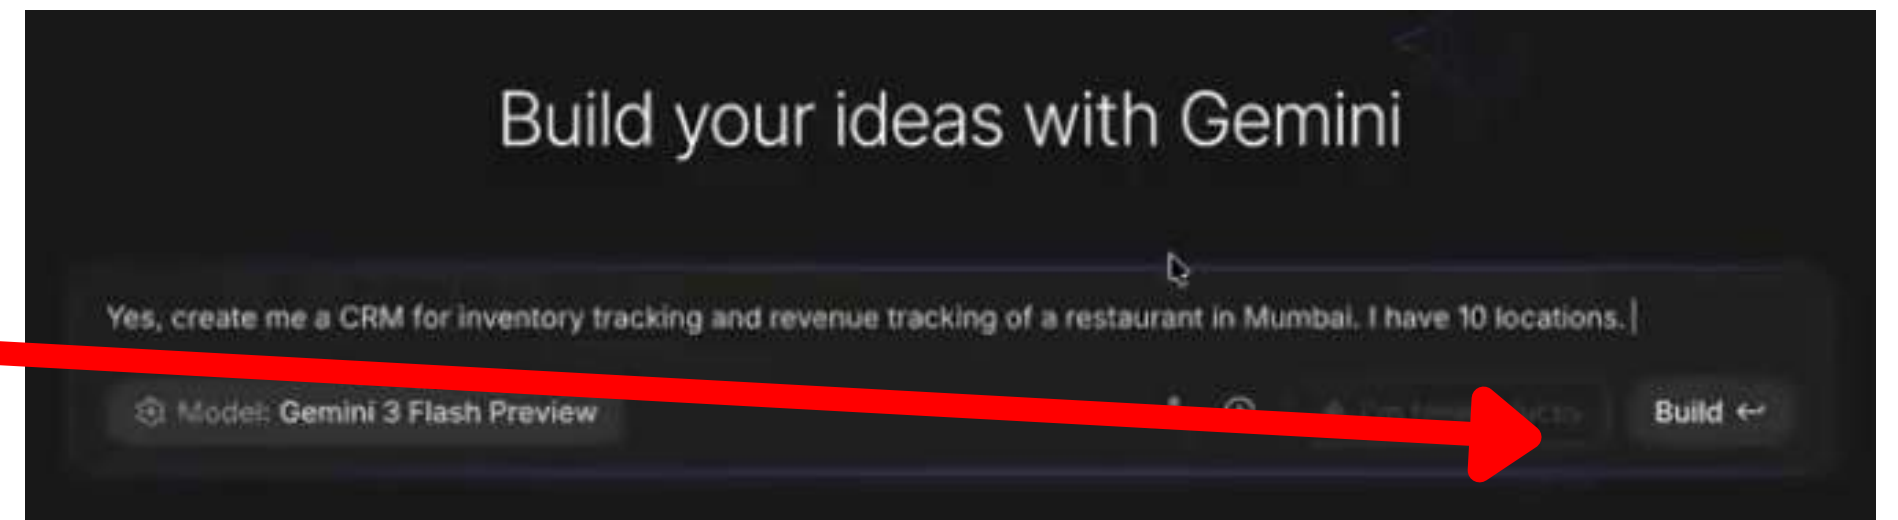 Build your ideas with Gemini
Yes, create me a CRM for inventory tracking and revenue tracking of a restaurant in Mumbai. I have 10 locations.
Model: Gemini 3 Flash Preview
Build